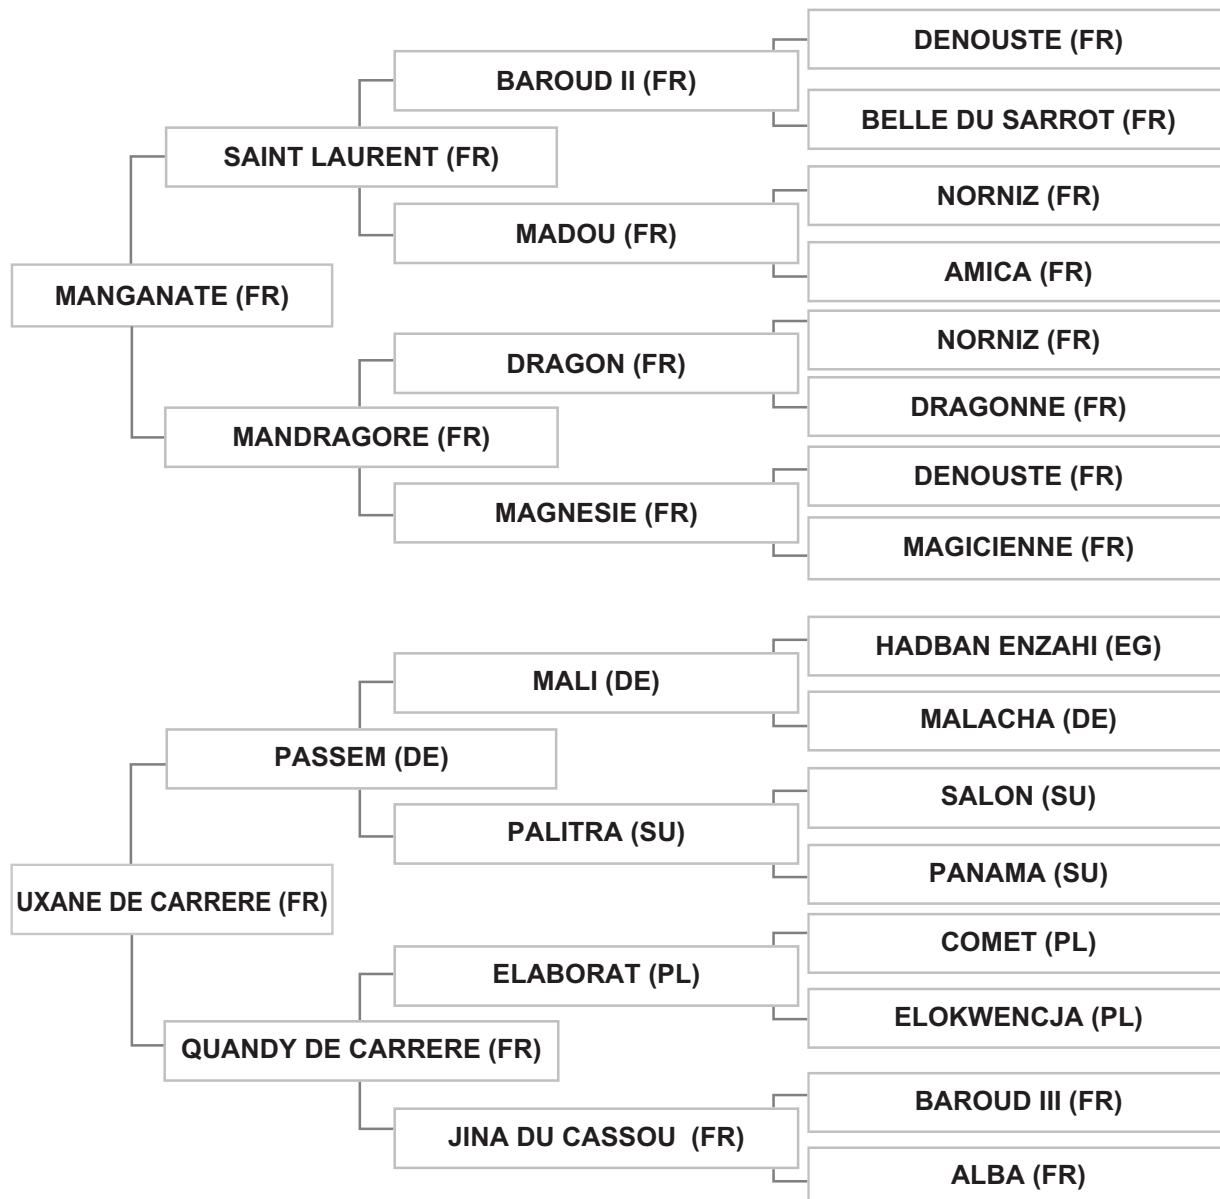 DENOUSTE (FR)
BAROUD II (FR)
BELLE DU SARROT (FR)
SAINT LAURENT (FR)
NORNIZ (FR)
MADOU (FR)
AMICA (FR)
MANGANATE (FR)
NORNIZ (FR)
DRAGON (FR)
DRAGONNE (FR)
MANDRAGORE (FR)
DENOUSTE (FR)
MAGNESIE (FR)
MAGICIENNE (FR)
HADBAN ENZAHI (EG)
MALI (DE)
MALACHA (DE)
PASSEM (DE)
SALON (SU)
PALITRA (SU)
PANAMA (SU)
UXANE DE CARRERE (FR)
COMET (PL)
ELABORAT (PL)
ELOKWENCJA (PL)
QUANDY DE CARRERE (FR)
BAROUD III (FR)
JINA DU CASSOU (FR)
ALBA (FR)